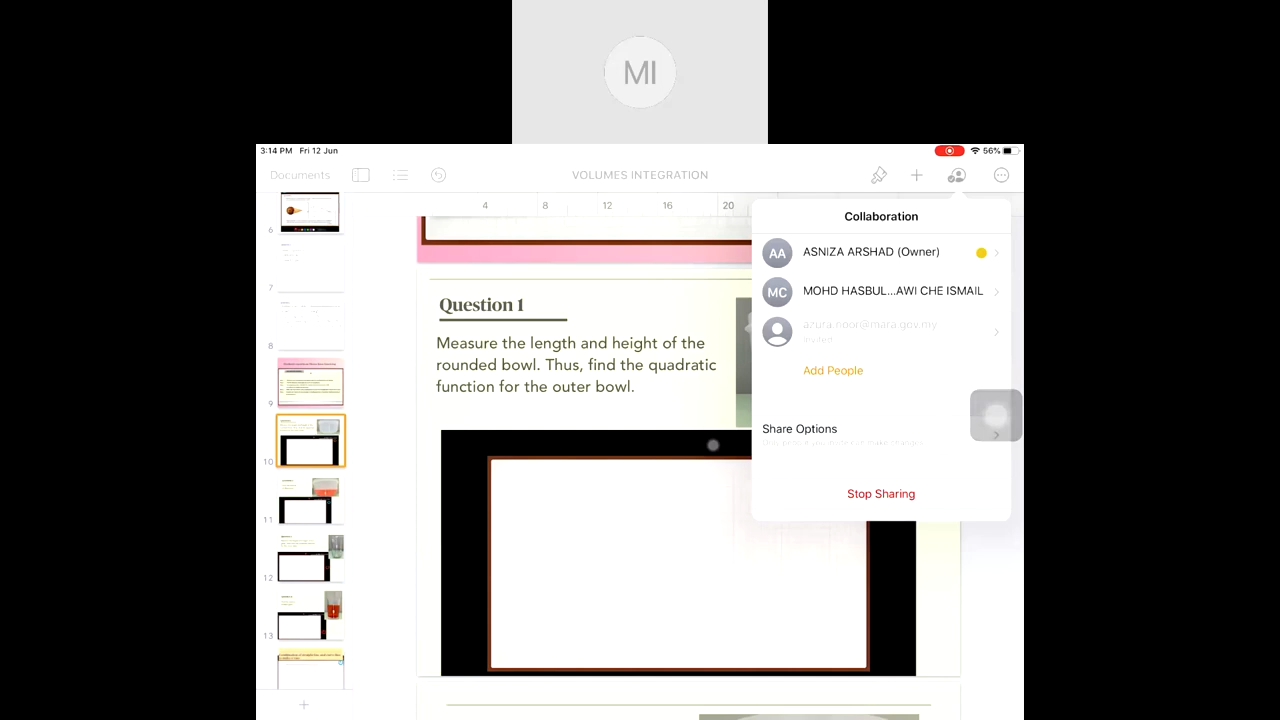 MI
3:14 PM Fri 12 Jun
56%
Documents
VOLUMES INTEGRATION
4 8 12 16 20
Collaboration
AA ASNIZA ARSHAD (Owner)
MC MOHD HASBUL...AWI CHE ISMAIL
azura.noor@mara.gov.my
Invited
Add People
Share Options
Stop Sharing
Question 1
Measure the length and height of the
rounded bowl. Thus, find the quadratic
function for the outer bowl.
6
7
8
9
10
11
12
13